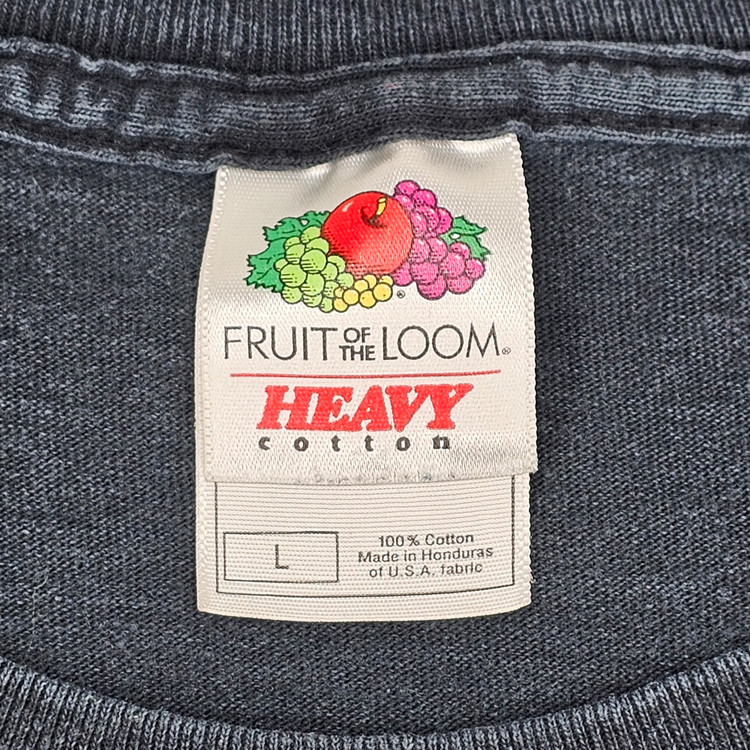 FRUIT OF THE LOOM®
HEAVY
cotton
L
100% Cotton
Made in Honduras
of U.S.A. fabric